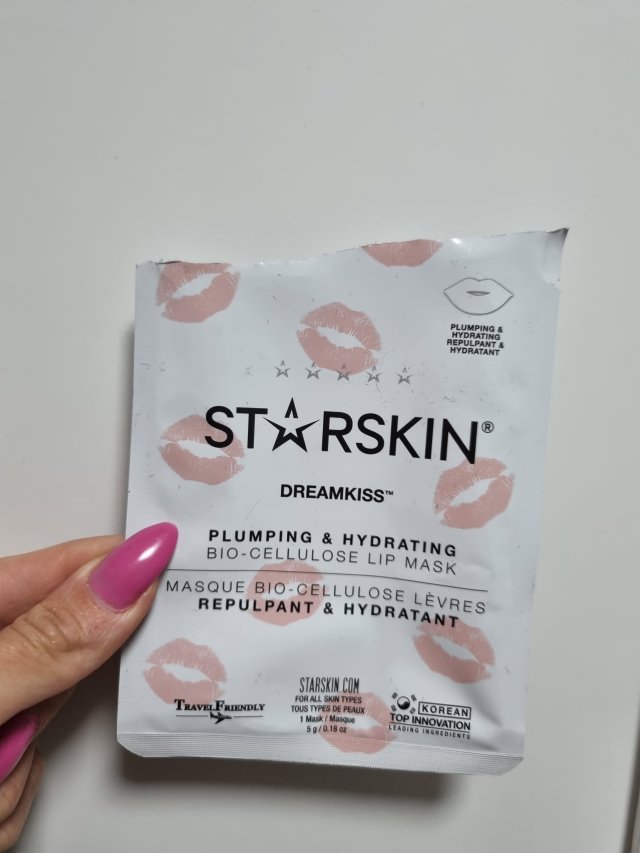 PLUMPING &
HYDRATING
REPULPANT &
HYDRATANT
STARSKIN®
DREAMKISS™
PLUMPING & HYDRATING
BIO-CELLULOSE LIP MASK
MASQUE BIO-CELLULOSE LÈVRES
REPULPANT & HYDRATANT
TRAVELFRIENDLY
STARSKIN.COM
FOR ALL SKIN TYPES
TOUS TYPES DE PEAUX
1 Mask / Masque
5 g / 0.18 oz
KOREAN
TOP INNOVATION
LEADING INGREDIENTS